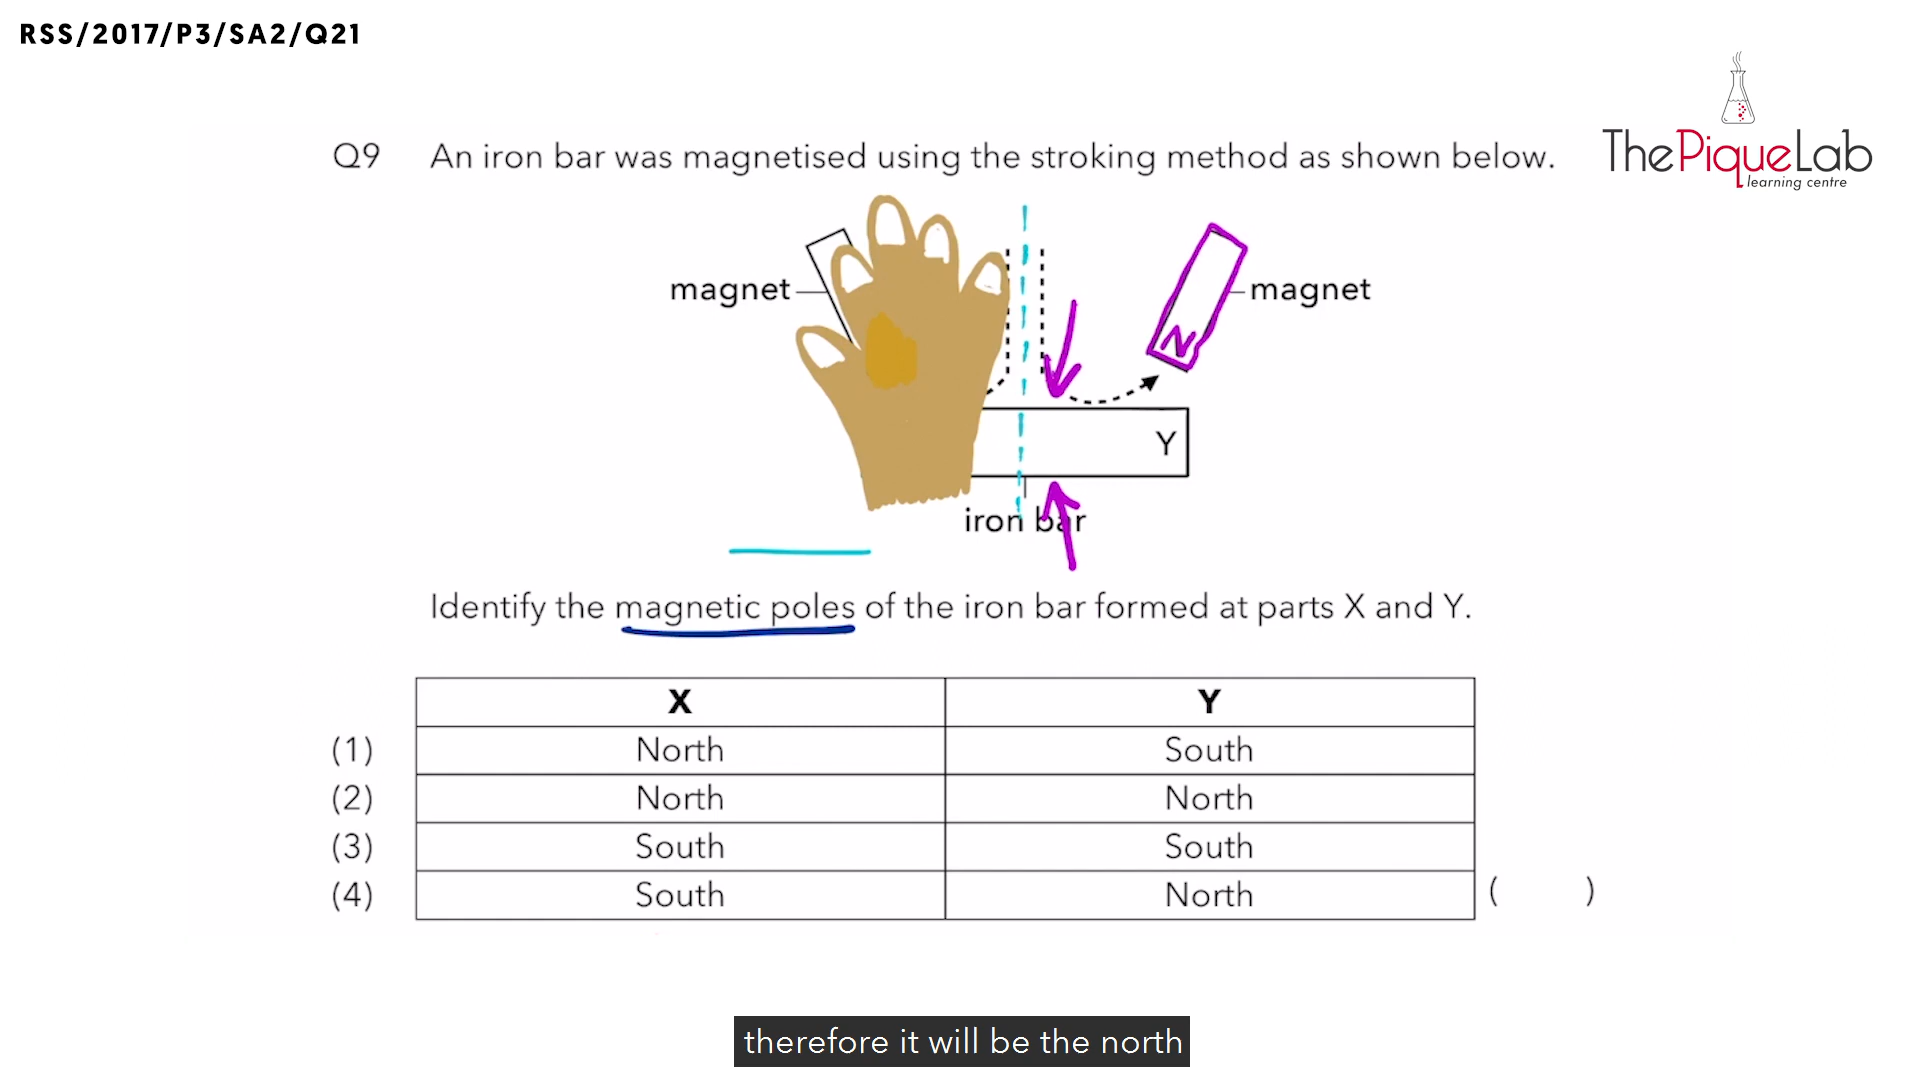 RSS/2017/P3/SA2/Q21
ThePiqueLab
learning centre
Q9 An iron bar was magnetised using the stroking method as shown below.
magnet
magnet
N
Y
iron bar
Identify the magnetic poles of the iron bar formed at parts X and Y.
X Y
(1) North South
(2) North North
(3) South South
(4) South North ( )
therefore it will be the north